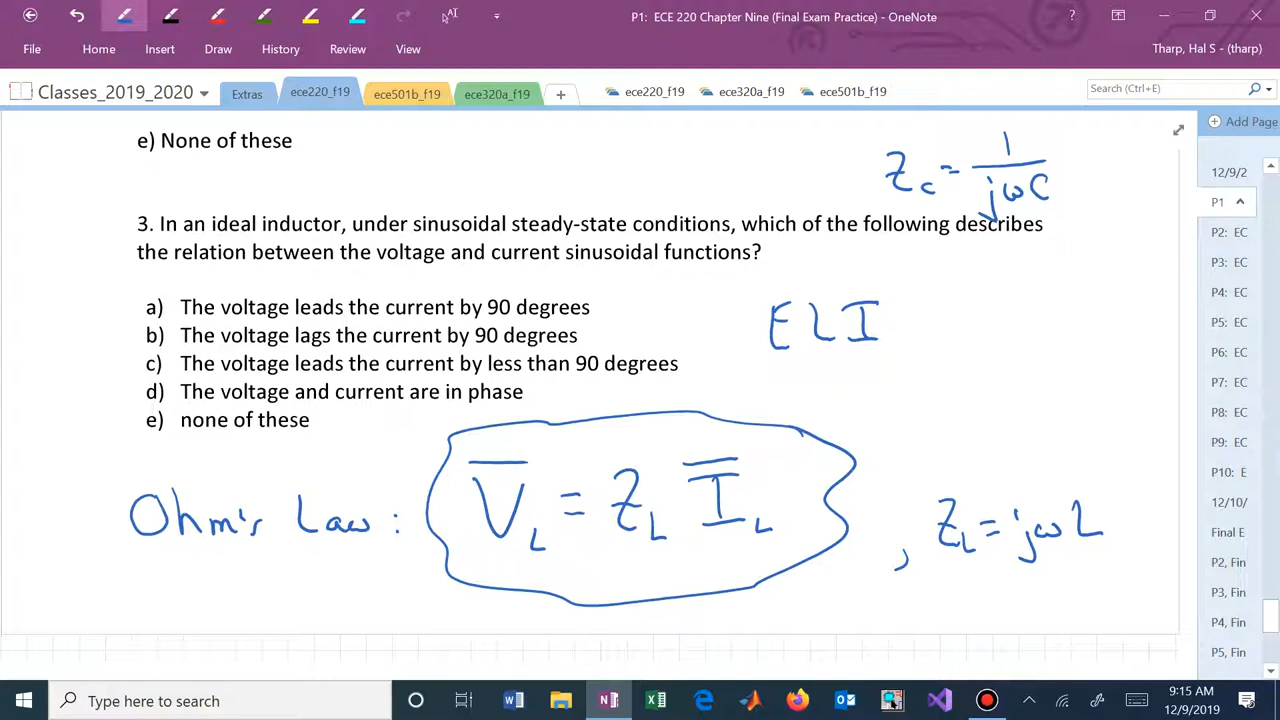 P1: ECE 220 Chapter Nine (Final Exam Practice) - OneNote
?
File Home Insert Draw History Review View
Tharp, Hal S - (tharp)
Classes_2019_2020
Extras ece220_f19 ece501b_f19 ece320a_f19 + ece220_f19 ece320a_f19 ece501b_f19
Search (Ctrl+E)
Add Page
e) None of these
Z_c = 1/jωC
3. In an ideal inductor, under sinusoidal steady-state conditions, which of the following describes
the relation between the voltage and current sinusoidal functions?
a) The voltage leads the current by 90 degrees
b) The voltage lags the current by 90 degrees
c) The voltage leads the current by less than 90 degrees
d) The voltage and current are in phase
e) none of these
E L I
Ohm's Law: V̅_L = Z_L I̅_L , Z_L = jωL
12/9/2
P1
P2: EC
P3: EC
P4: EC
P5: EC
P6: EC
P7: EC
P8: EC
P9: EC
P10: E
12/10/
Final E
P2, Fin
P3, Fin
P4, Fin
P5, Fin
Type here to search
9:15 AM
12/9/2019